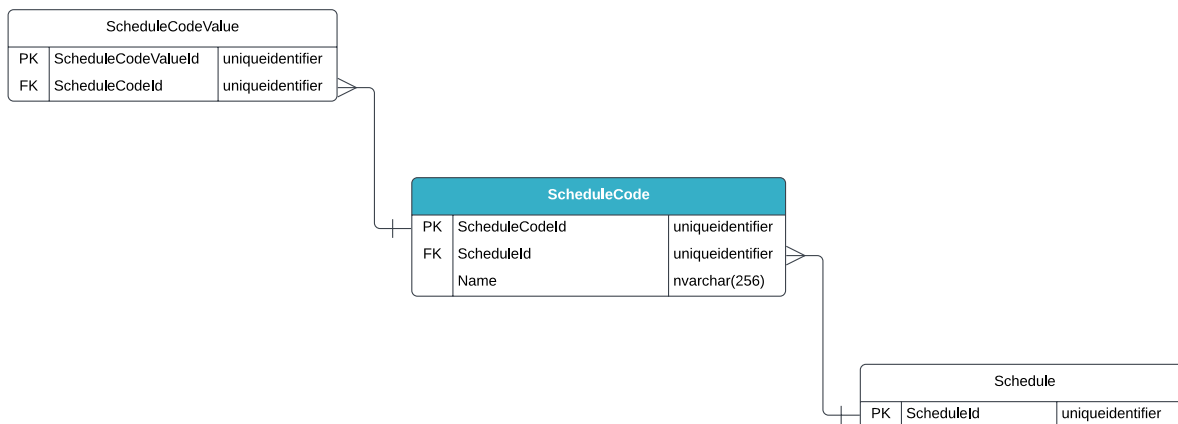 ScheduleCodeValue
PK ScheduleCodeValueId uniqueidentifier
FK ScheduleCodeId uniqueidentifier
ScheduleCode
PK ScheduleCodeId uniqueidentifier
FK ScheduleId uniqueidentifier
Name nvarchar(256)
Schedule
PK ScheduleId uniqueidentifier